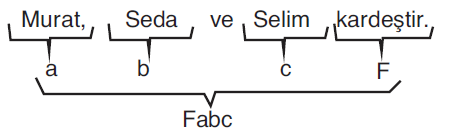 Murat, Seda ve Selim kardeştir.
a b c F
Fabc